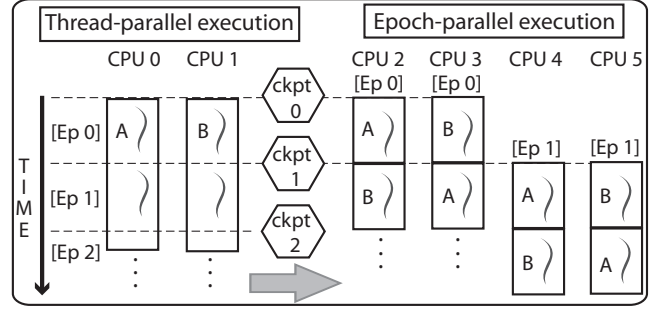 Thread-parallel execution Epoch-parallel execution
CPU 0 CPU 1 CPU 2 CPU 3 CPU 4 CPU 5
[Ep 0] [Ep 0]
ckpt
0
[Ep 0] A B A B
[Ep 1] [Ep 1]
ckpt
1
TIME
[Ep 1] B A A B
ckpt
2
[Ep 2]
B A